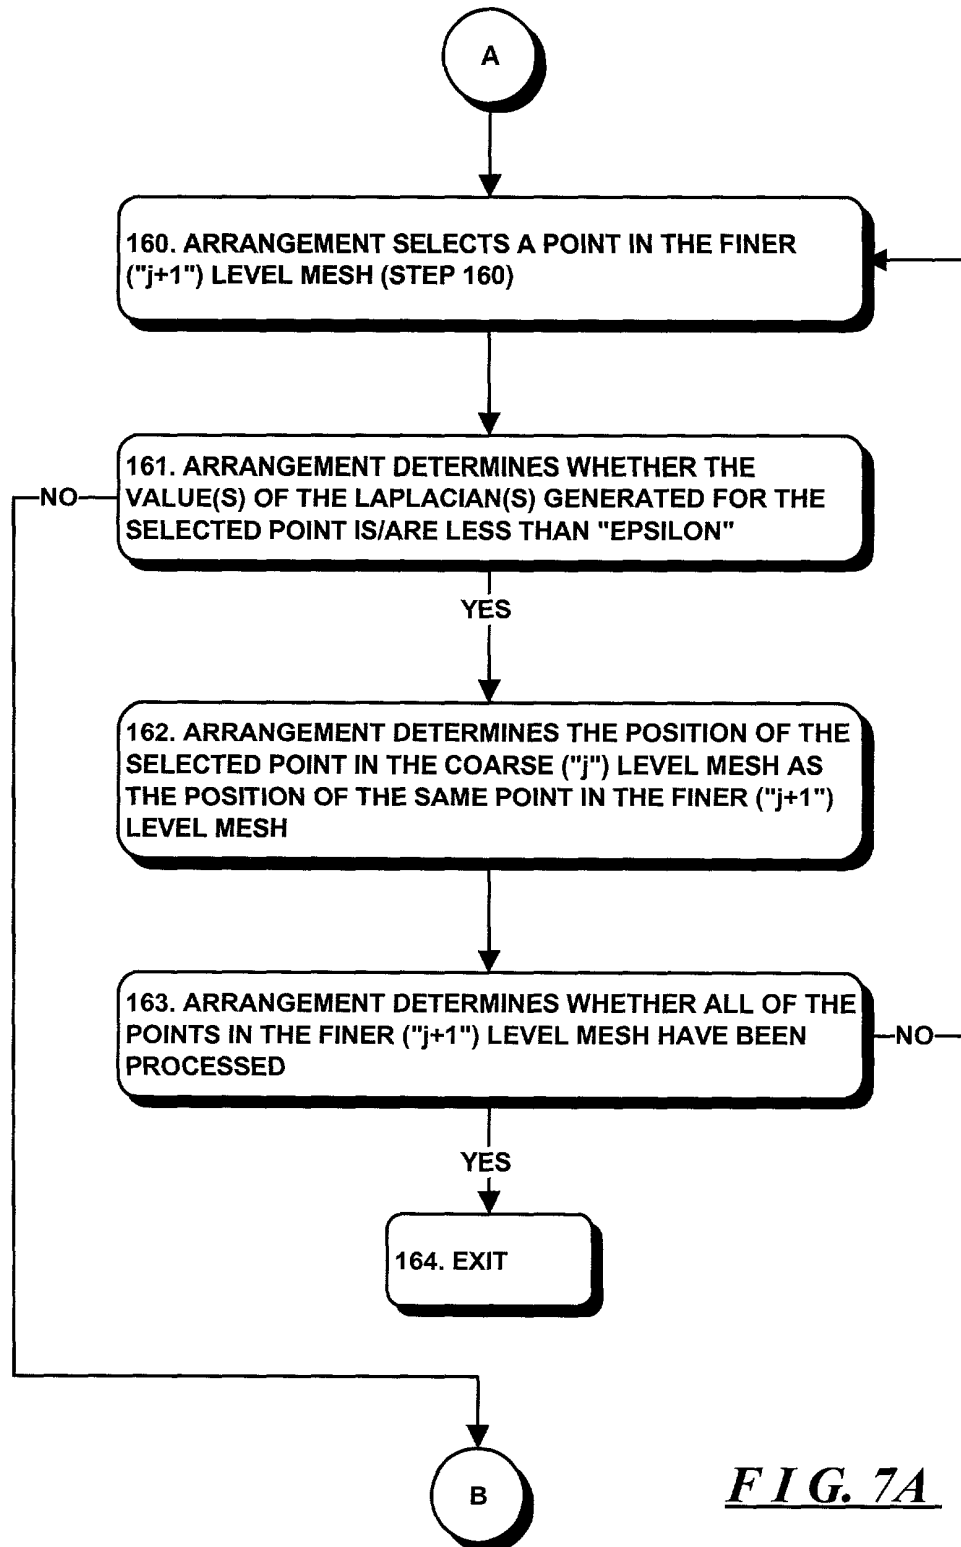 A
160. ARRANGEMENT SELECTS A POINT IN THE FINER
("j+1") LEVEL MESH (STEP 160)
161. ARRANGEMENT DETERMINES WHETHER THE
VALUE(S) OF THE LAPLACIAN(S) GENERATED FOR THE
SELECTED POINT IS/ARE LESS THAN "EPSILON"
NO
YES
162. ARRANGEMENT DETERMINES THE POSITION OF THE
SELECTED POINT IN THE COARSE ("j") LEVEL MESH AS
THE POSITION OF THE SAME POINT IN THE FINER ("j+1")
LEVEL MESH
163. ARRANGEMENT DETERMINES WHETHER ALL OF THE
POINTS IN THE FINER ("j+1") LEVEL MESH HAVE BEEN
PROCESSED
NO
YES
164. EXIT
B
FIG. 7A